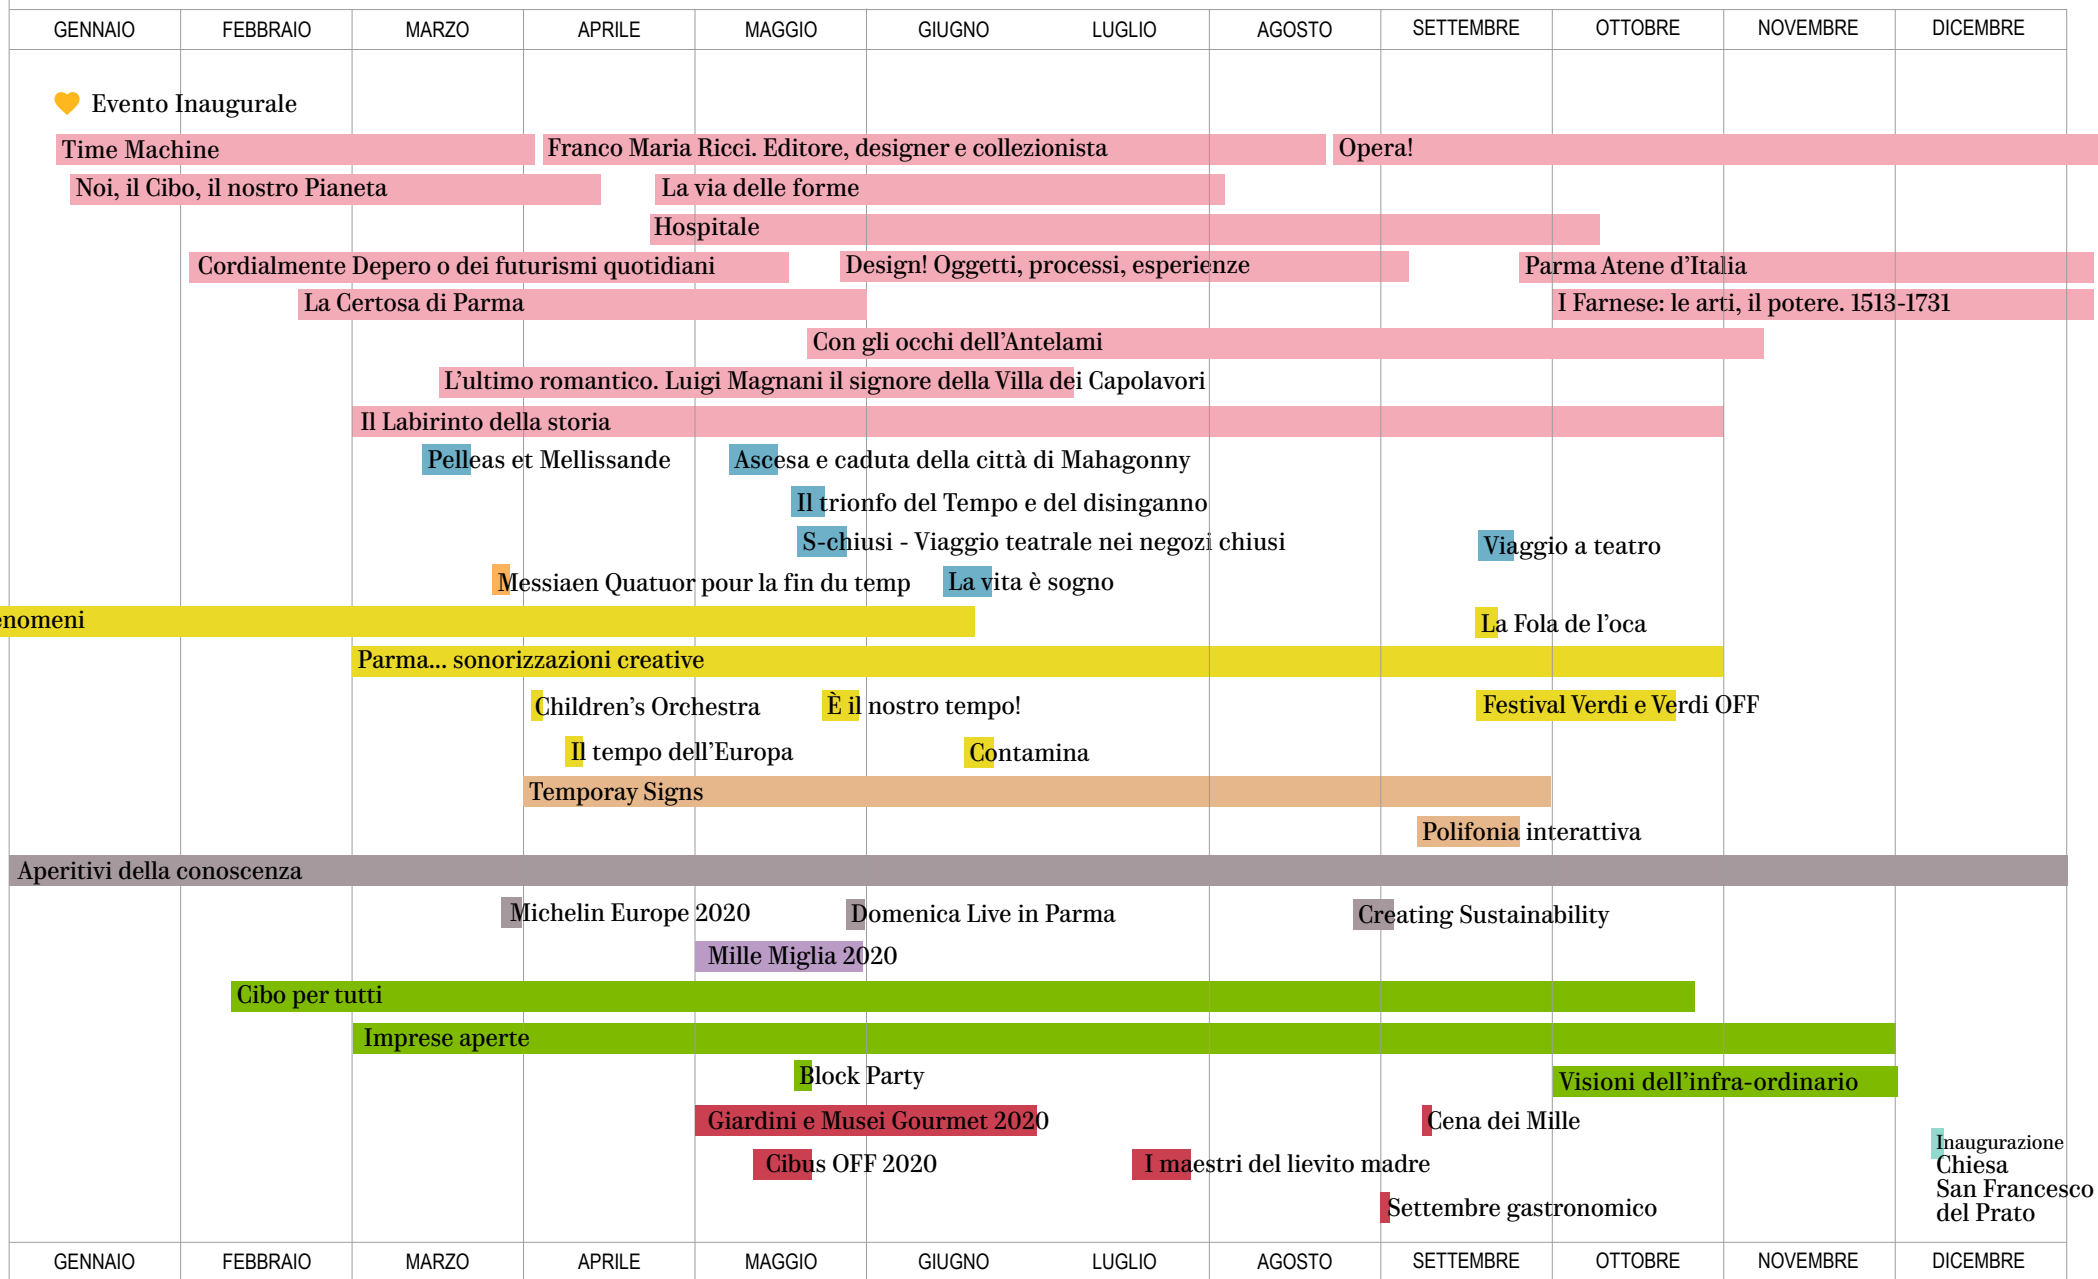 GENNAIO FEBBRAIO MARZO APRILE MAGGIO GIUGNO LUGLIO AGOSTO SETTEMBRE OTTOBRE NOVEMBRE DICEMBRE
Evento Inaugurale
Time Machine Franco Maria Ricci. Editore, designer e collezionista Opera!
Noi, il Cibo, il nostro Pianeta La via delle forme
Hospitale
Cordialmente Depero o dei futurismi quotidiani Design! Oggetti, processi, esperienze Parma Atene d'Italia
La Certosa di Parma I Farnese: le arti, il potere. 1513-1731
Con gli occhi dell'Antelami
L'ultimo romantico. Luigi Magnani il signore della Villa dei Capolavori
Il Labirinto della storia
Pelleas et Mellissande Ascesa e caduta della città di Mahagonny
Il trionfo del Tempo e del disinganno
S-chiusi - Viaggio teatrale nei negozi chiusi Viaggio a teatro
Messiaen Quatuor pour la fin du temp La vita è sogno
enomeni La Fola de l'oca
Parma... sonorizzazioni creative
Children's Orchestra È il nostro tempo! Festival Verdi e Verdi OFF
Il tempo dell'Europa Contamina
Temporay Signs
Polifonia interattiva
Aperitivi della conoscenza
Michelin Europe 2020 Domenica Live in Parma Creating Sustainability
Mille Miglia 2020
Cibo per tutti
Imprese aperte
Block Party Visioni dell'infra-ordinario
Giardini e Musei Gourmet 2020 Cena dei Mille
Cibus OFF 2020 I maestri del lievito madre
Inaugurazione
Chiesa
San Francesco
del Prato
Settembre gastronomico
GENNAIO FEBBRAIO MARZO APRILE MAGGIO GIUGNO LUGLIO AGOSTO SETTEMBRE OTTOBRE NOVEMBRE DICEMBRE